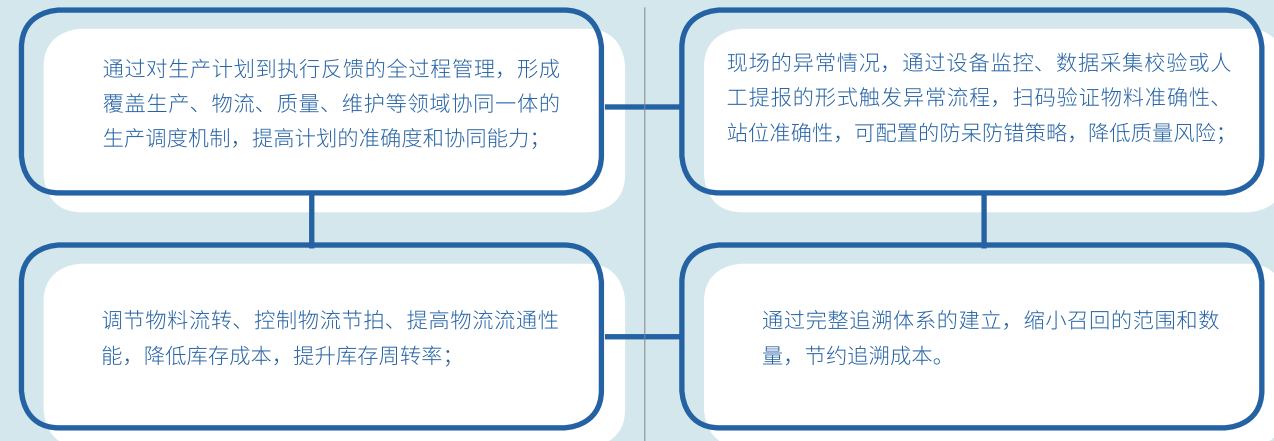 通过对生产计划到执行反馈的全过程管理，形成
覆盖生产、物流、质量、维护等领域协同一体的
生产调度机制，提高计划的准确度和协同能力；
现场的异常情况，通过设备监控、数据采集校验或人
工提报的形式触发异常流程，扫码验证物料准确性、
站位准确性，可配置的防呆防错策略，降低质量风险；
调节物料流转、控制物流节拍、提高物流流通性
能，降低库存成本，提升库存周转率；
通过完整追溯体系的建立，缩小召回的范围和数
量，节约追溯成本。